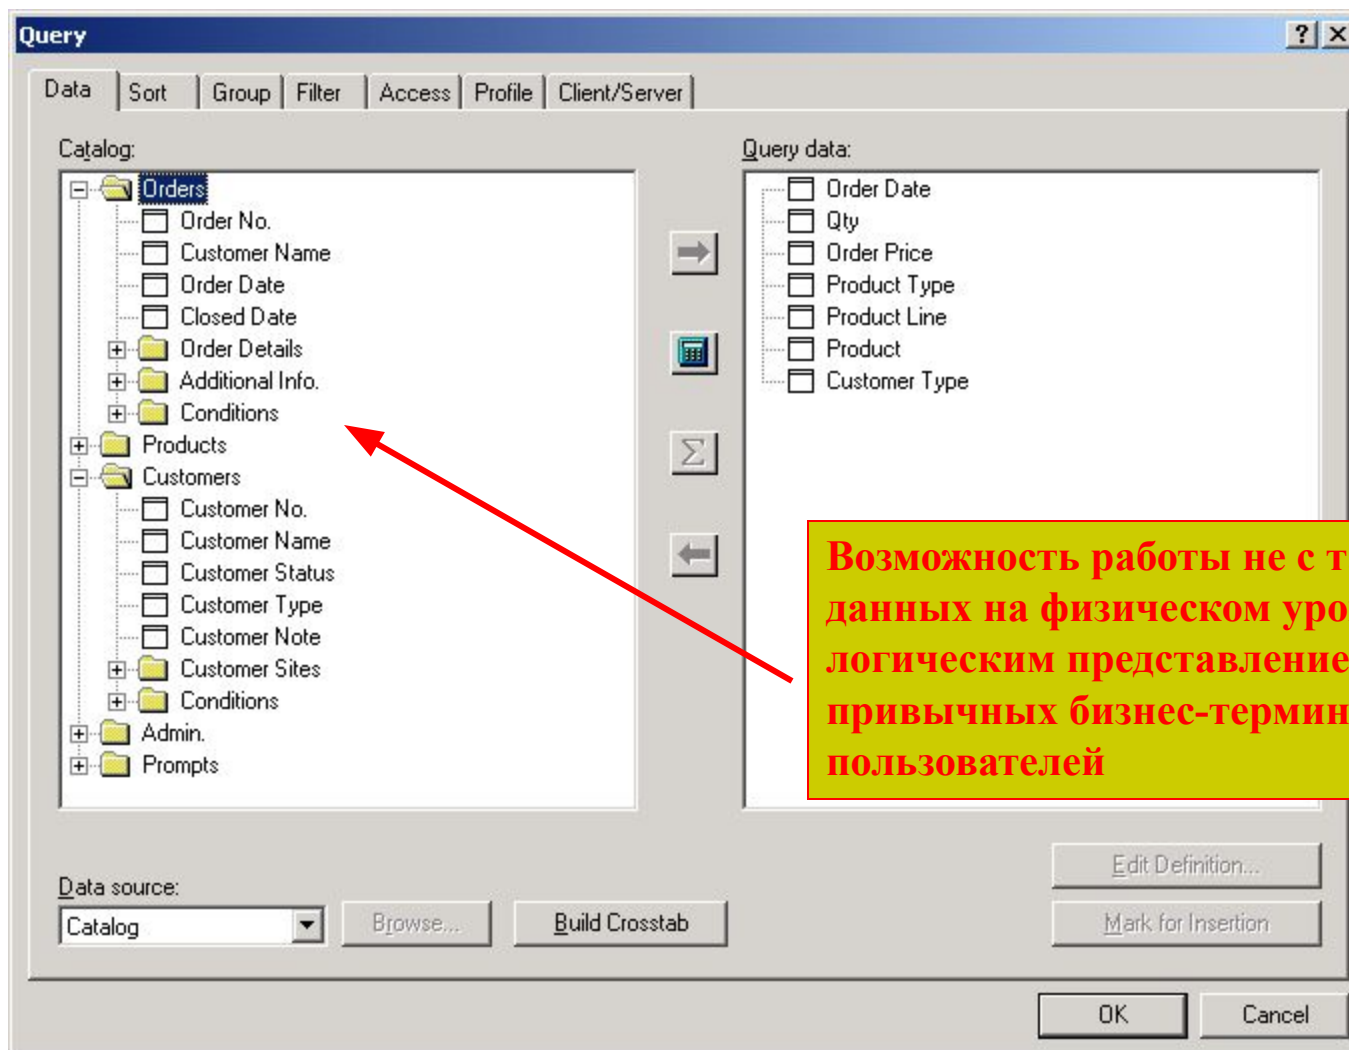 Query
Data Sort Group Filter Access Profile Client/Server
Catalog:
Orders
Order No.
Customer Name
Order Date
Closed Date
Order Details
Additional Info.
Conditions
Products
Customers
Customer No.
Customer Name
Customer Status
Customer Type
Customer Note
Customer Sites
Conditions
Admin.
Prompts
Query data:
Order Date
Qty
Order Price
Product Type
Product Line
Product
Customer Type
Σ
Возможность работы не с т
данных на физическом уро
логическим представление
привычных бизнес-термин
пользователей
Data source:
Catalog
Browse...
Build Crosstab
Edit Definition...
Mark for Insertion
OK
Cancel